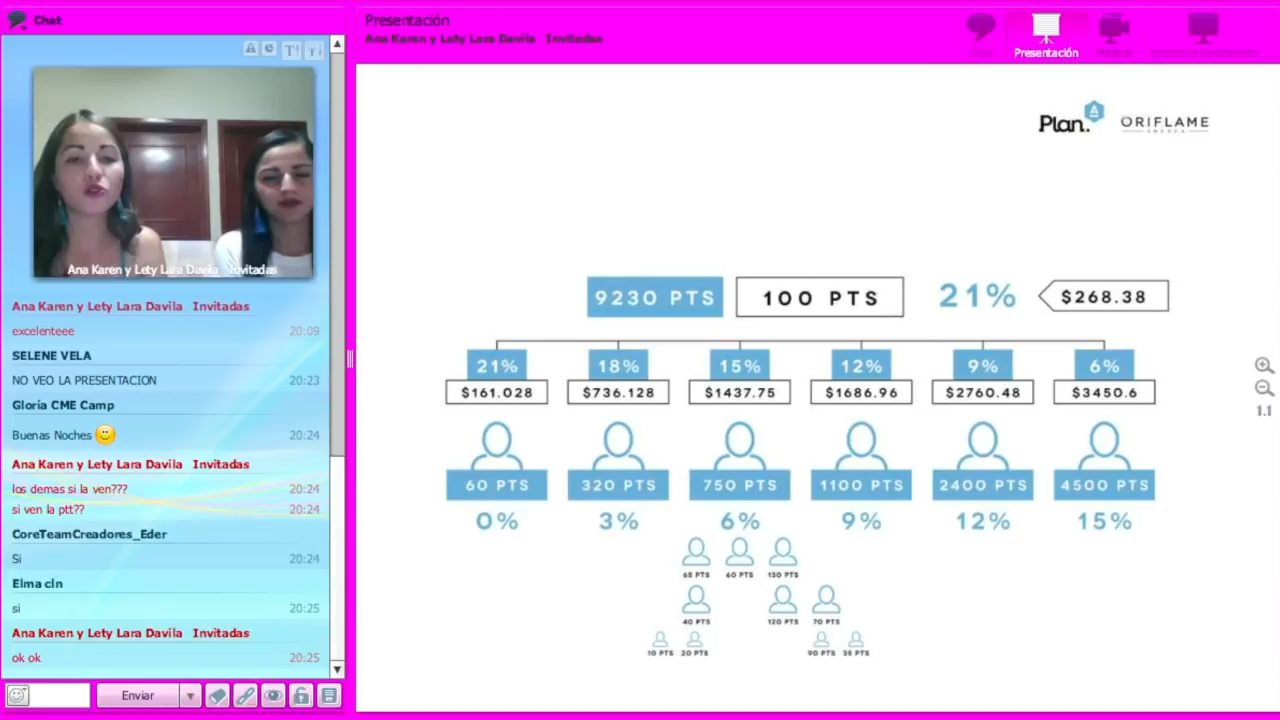 Chat
Ana Karen y Lety Lara Davila Invitadas
Ana Karen y Lety Lara Davila Invitadas
excelenteee 20:09
SELENE VELA
NO VEO LA PRESENTACION 20:23
Gloria CME Camp
Buenas Noches 20:24
Ana Karen y Lety Lara Davila Invitadas
los demas si la ven??? 20:24
si ven la ptt?? 20:24
CoreTeamCreadores_Eder
Si 20:24
Elma cln
si 20:25
Ana Karen y Lety Lara Davila Invitadas
ok ok 20:25
Enviar
Presentación
Ana Karen y Lety Lara Davila Invitadas
Chat Presentación
Plan. ORIFLAME
SWEDEN
9230 PTS 100 PTS 21% $268.38
21% 18% 15% 12% 9% 6%
$161.028 $736.128 $1437.75 $1686.96 $2760.48 $3450.6
60 PTS 320 PTS 750 PTS 1100 PTS 2400 PTS 4500 PTS
0% 3% 6% 9% 12% 15%
65 PTS 60 PTS 130 PTS
40 PTS 120 PTS 70 PTS
10 PTS 20 PTS 90 PTS 35 PTS
1:1